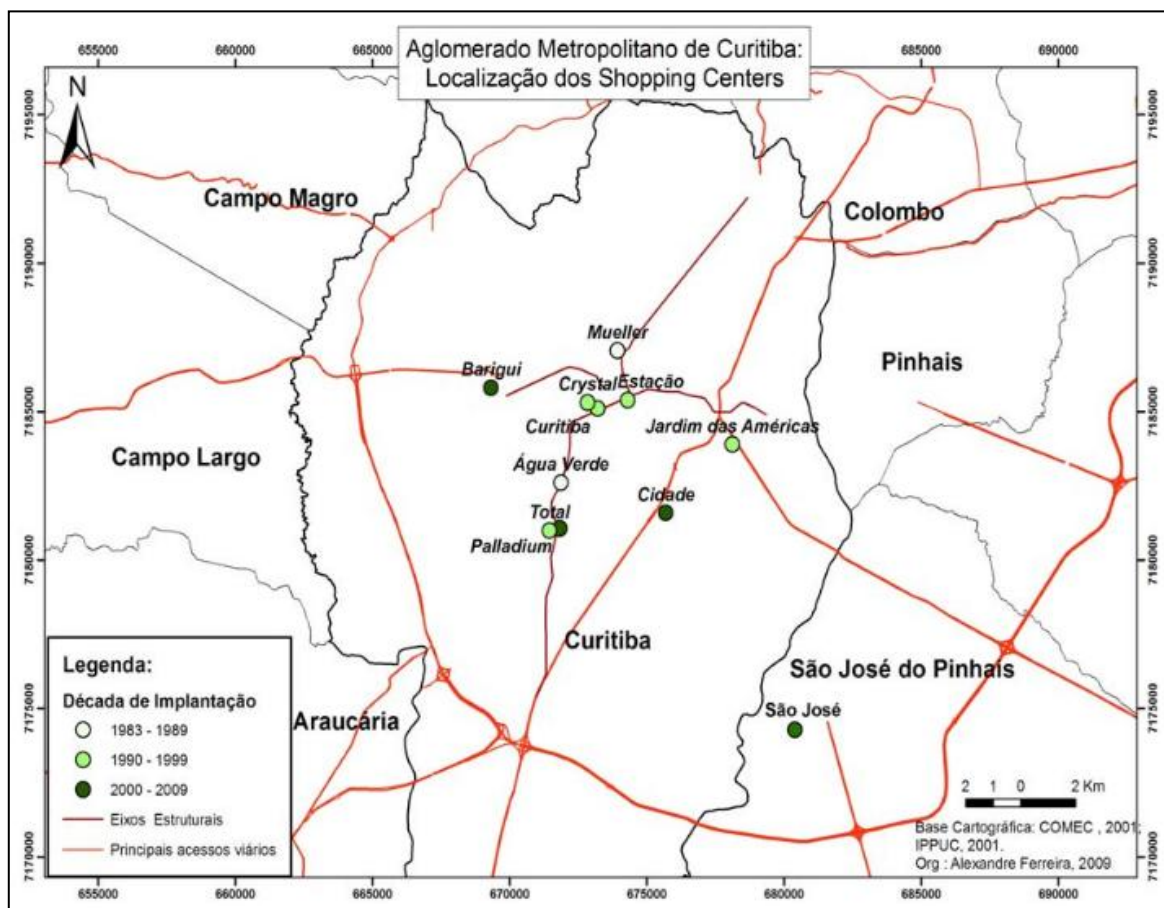 Aglomerado Metropolitano de Curitiba:
Localização dos Shopping Centers
655000
660000
665000
685000
690000
N
7195000
7195000
Campo Magro
Colombo
7190000
7190000
Mueller
Pinhais
Barigui
Crystal
Estação
7185000
7185000
Curitiba
Jardim das Américas
Campo Largo
Água Verde
Cidade
Total
Palladium
7180000
7180000
Curitiba
São José do Pinhais
Legenda:
Década de Implantação
1983 - 1989
1990 - 1999
2000 - 2009
Eixos Estruturais
Principais acessos viários
Araucária
São José
7175000
7175000
2 1 0 2 Km
Base Cartográfica: COMEC , 2001;
IPPUC, 2001.
Org : Alexandre Ferreira, 2009
7170000
7170000
655000
660000
665000
670000
675000
680000
685000
690000